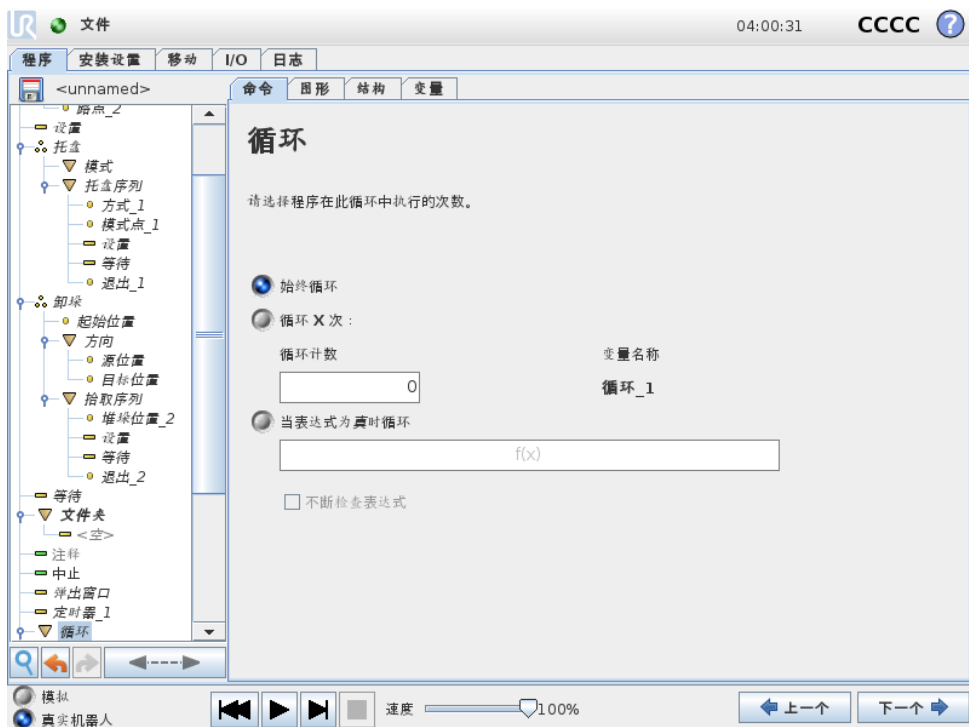 UR 文件 04:00:31 CCCC ?
程序 安装设置 移动 I/O 日志
<unnamed> 命令 图形 结构 变量
路点_2
设置
托盘
模式
托盘序列
方式_1
模式点_1
设置
等待
退出_1
卸垛
起始位置
方向
源位置
目标位置
拾取序列
堆垛位置_2
设置
等待
退出_2
等待
文件夹
<空>
注释
中止
弹出窗口
定时器_1
循环
循环
请选择程序在此循环中执行的次数。
始终循环
循环 X 次：
循环计数 变量名称
0 循环_1
当表达式为真时循环
f(x)
不断检查表达式
模拟
真实机器人
速度 100%
上一个 下一个